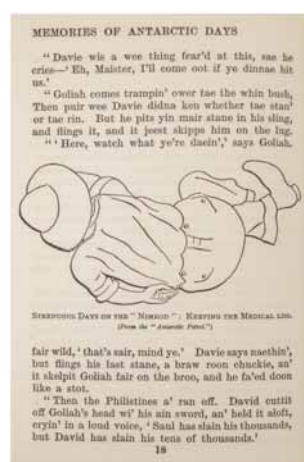 MEMORIES OF ANTARCTIC DAYS
" Davie wis a wee thing fear'd at this, sae he
cries—' Eh, Maister, I'll come oot if ye dinnae hit
us.'
" Goliah comes trampin' ower tae the whin bush,
Then puir wee Davie didna ken whether tae stan'
or tae rin. But he pits yin mair stane in his sling,
and flings it, and it jeest skipps him on the lug.
" ' Here, watch what ye're daein',' says Goliah,
STRENUOUS DAYS ON THE " NIMROD " : KEEPING THE MEDICAL LOG.
(From the " Antarctic Petrel.")
fair wild, ' that's sair, mind ye.' Davie says naethin',
but flings his last stane, a braw roon chuckie, an'
it skelpit Goliah fair on the broo, and he fa'ed doon
like a stot.
" Then the Philistines a' ran off. David cuttit
off Goliah's head wi' his ain sword, an' held it aloft,
cryin' in a loud voice, ' Saul has slain his thousands,
but David has slain his tens of thousands.'
18